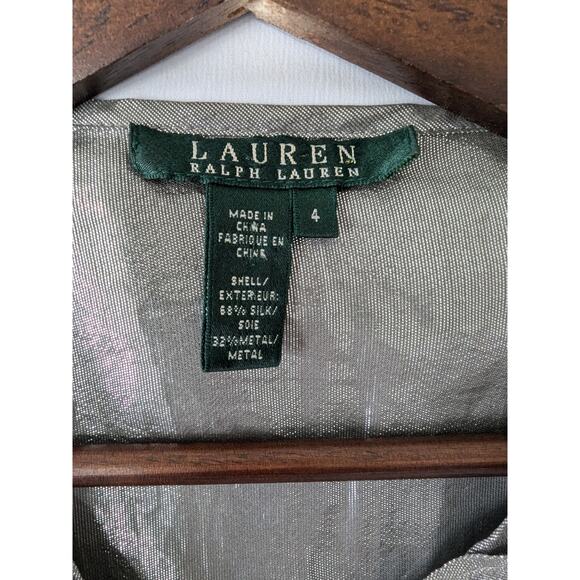 LAUREN
RALPH LAUREN
4
MADE IN
CHINA
FABRIQUE EN
CHINE
SHELL/
EXTERIEUR:
68% SILK/
SOIE
32% METAL/
METAL